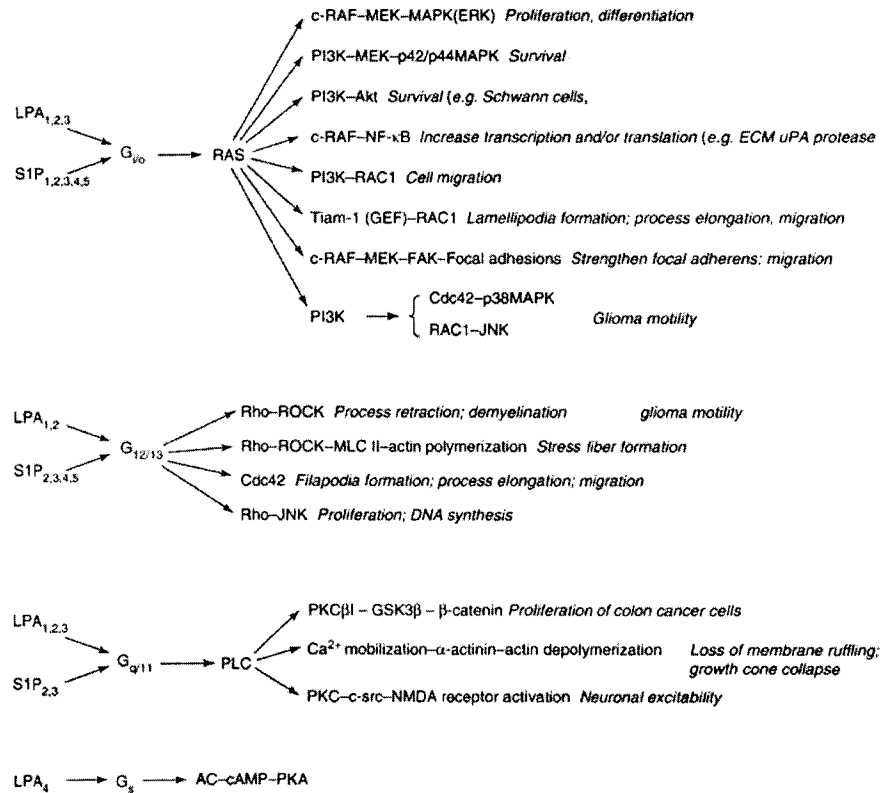 c-RAF–MEK–MAPK(ERK) Proliferation, differentiation
PI3K–MEK–p42/p44MAPK Survival
PI3K–Akt Survival (e.g. Schwann cells,
c-RAF–NF-κB Increase transcription and/or translation (e.g. ECM uPA protease
PI3K–RAC1 Cell migration
Tiam-1 (GEF)–RAC1 Lamellipodia formation; process elongation, migration
c-RAF–MEK–FAK–Focal adhesions Strengthen focal adherens; migration
LPA1,2,3
S1P1,2,3,4,5
Gi/o
RAS
PI3K
Cdc42–p38MAPK
RAC1–JNK
Glioma motility
LPA1,2
S1P2,3,4,5
G12/13
Rho–ROCK Process retraction; demyelination glioma motility
Rho–ROCK–MLC II–actin polymerization Stress fiber formation
Cdc42 Filapodia formation; process elongation; migration
Rho–JNK Proliferation; DNA synthesis
LPA1,2,3
S1P2,3
Gq/11
PLC
PKCβI – GSK3β – β-catenin Proliferation of colon cancer cells
Ca2+ mobilization–α-actinin–actin depolymerization Loss of membrane ruffling;
growth cone collapse
PKC–c-src–NMDA receptor activation Neuronal excitability
LPA4
Gs
AC–cAMP–PKA